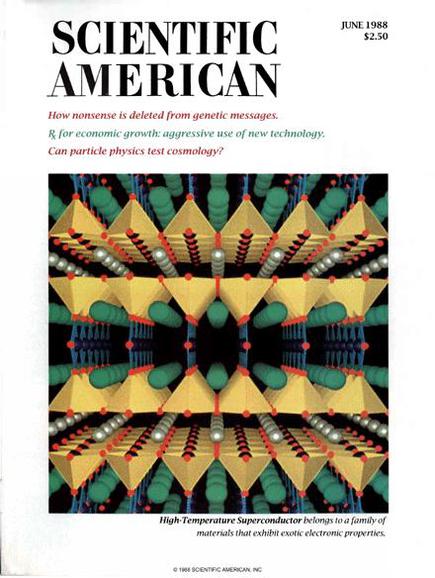 SCIENTIFIC
AMERICAN
JUNE 1988
$2.50
How nonsense is deleted from genetic messages.
℞ for economic growth: aggressive use of new technology.
Can particle physics test cosmology?
High-Temperature Superconductor belongs to a family of
materials that exhibit exotic electronic properties.
© 1988 SCIENTIFIC AMERICAN, INC